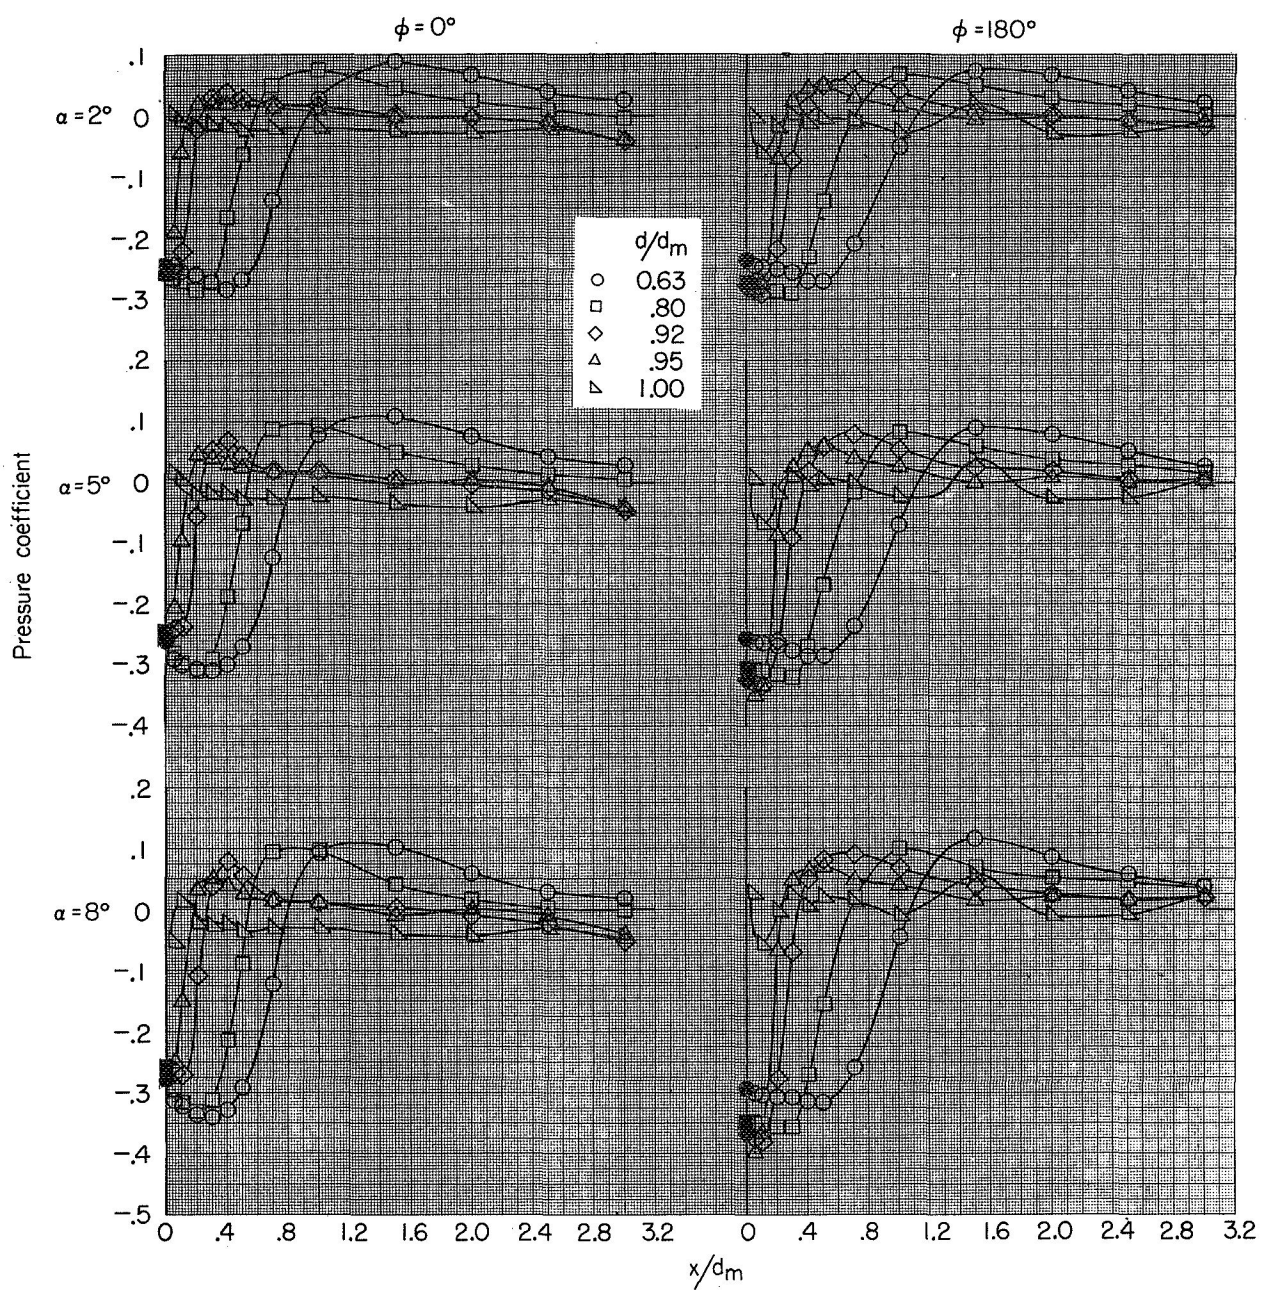 ϕ = 0°
ϕ = 180°
.1
α = 2° 0
-.1
-.2
-.3
.2
.1
α = 5° 0
-.1
-.2
-.3
-.4
.2
.1
α = 8° 0
-.1
-.2
-.3
-.4
-.5
Pressure coefficient
d/dm
0.63
.80
.92
.95
1.00
0 .4 .8 1.2 1.6 2.0 2.4 2.8 3.2
0 .4 .8 1.2 1.6 2.0 2.4 2.8 3.2
x/dm